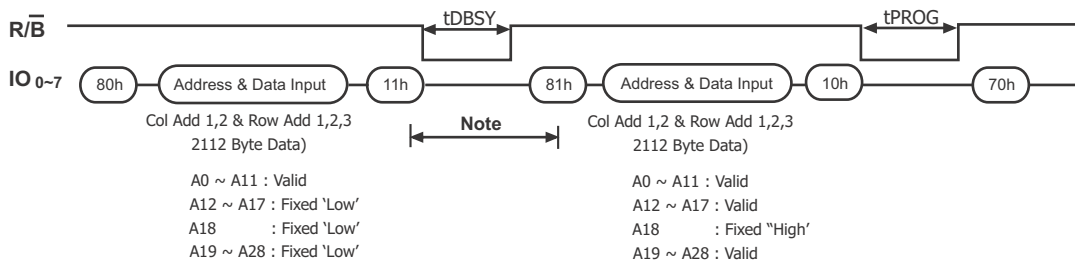 tDBSY
tPROG
R/B̅
IO 0~7
80h
Address & Data Input
11h
81h
Address & Data Input
10h
70h
Col Add 1,2 & Row Add 1,2,3
2112 Byte Data)
Note
Col Add 1,2 & Row Add 1,2,3
2112 Byte Data)
A0 ~ A11 : Valid
A12 ~ A17 : Fixed ‘Low’
A18 : Fixed ‘Low’
A19 ~ A28 : Fixed ‘Low’
A0 ~ A11 : Valid
A12 ~ A17 : Valid
A18 : Fixed “High’
A19 ~ A28 : Valid